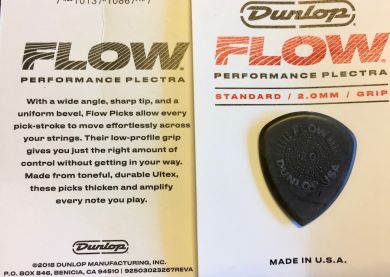 FLOW
PERFORMANCE PLECTRA
With a wide angle, sharp tip, and a
uniform bevel, Flow Picks allow every
pick-stroke to move effortlessly across
your strings. Their low-profile grip
gives you just the right amount of
control without getting in your way.
Made from toneful, durable Ultex,
these picks thicken and amplify
every note you play.
Dunlop
©2018 DUNLOP MANUFACTURING, INC.
P.O. BOX 846, BENICIA, CA 94510 | 92503023267REVA
Dunlop
FLOW
PERFORMANCE PLECTRA
STANDARD / 2.0MM / GRIP
FLOW
2.0
DUNLOP USA
MADE IN U.S.A.